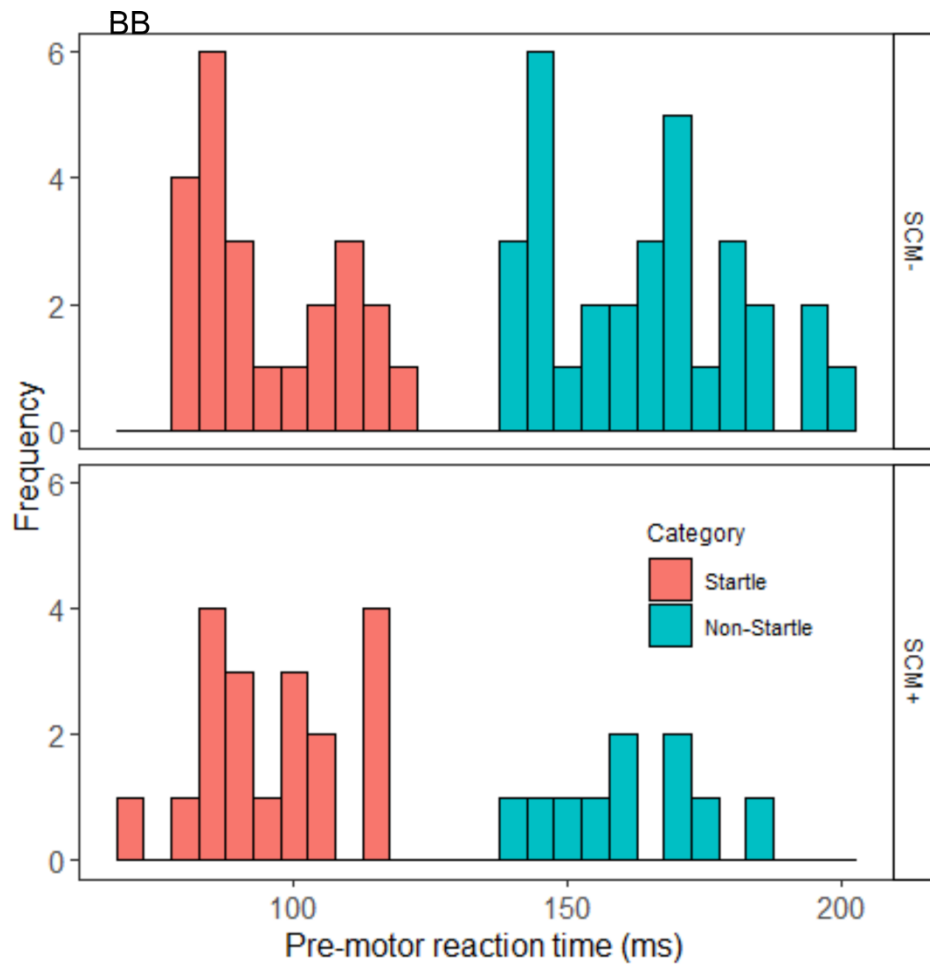 BB
6
4
2
0
SCM-
Frequency
6
4
2
0
Category
Startle
Non-Startle
SCM+
100 150 200
Pre-motor reaction time (ms)